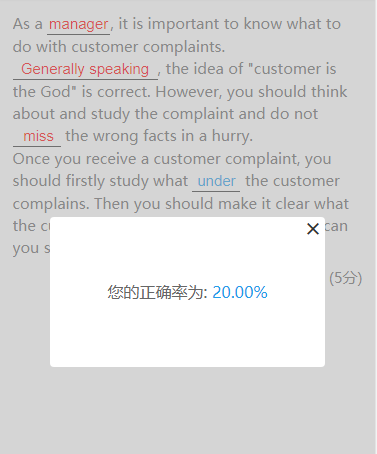 As a manager, it is important to know what to
do with customer complaints.
Generally speaking, the idea of "customer is
the God" is correct. However, you should think
about and study the complaint and do not
miss the wrong facts in a hurry.
Once you receive a customer complaint, you
should firstly study what under the customer
complains. Then you should make it clear what
the cu
can
you s
(5分)
×
您的正确率为: 20.00%